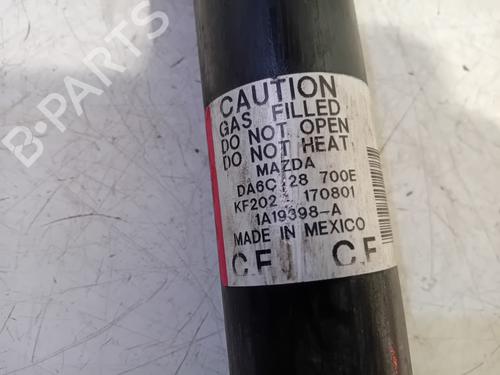 CAUTION
GAS FILLED
DO NOT OPEN
DO NOT HEAT
MAZDA
DA6C 28 700E
KF202 170801
1A19398-A
MADE IN MEXICO
C.F C.F
B-Parts